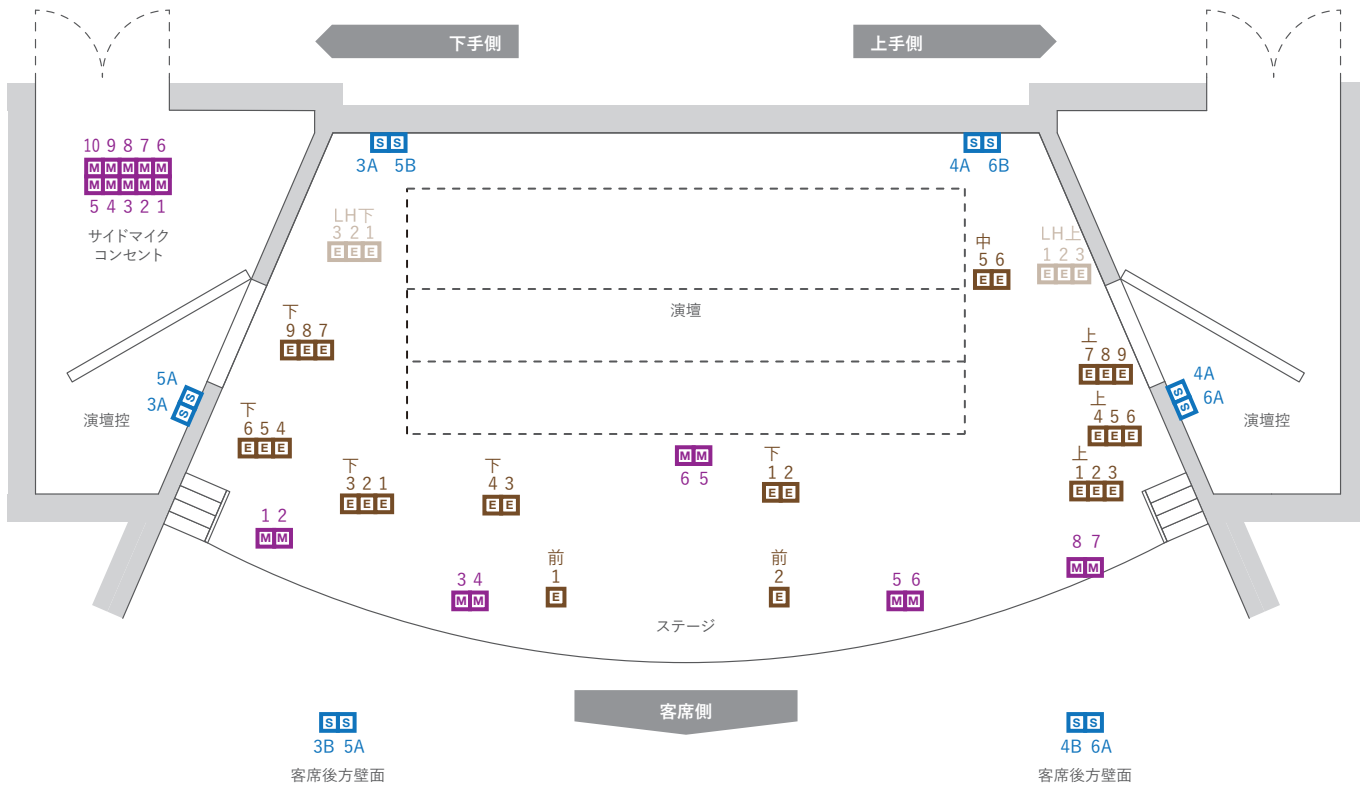 下手側
上手側
S S
3A 5B
S S
4A 6B
10 9 8 7 6
M M M M M
M M M M M
5 4 3 2 1
サイドマイク
コンセント
LH下
3 2 1
E E E
中
5 6
E E
LH上
1 2 3
E E E
演壇
下
9 8 7
E E E
上
7 8 9
E E E
5A
3A
S S
演壇控
4A
6A
S S
演壇控
下
6 5 4
E E E
上
4 5 6
E E E
下
3 2 1
E E E
下
4 3
E E
M M
6 5
下
1 2
E E
上
1 2 3
E E E
1 2
M M
8 7
M M
3 4
M M
前
1
E
前
2
E
5 6
M M
ステージ
客席側
S S
3B 5A
客席後方壁面
S S
4B 6A
客席後方壁面